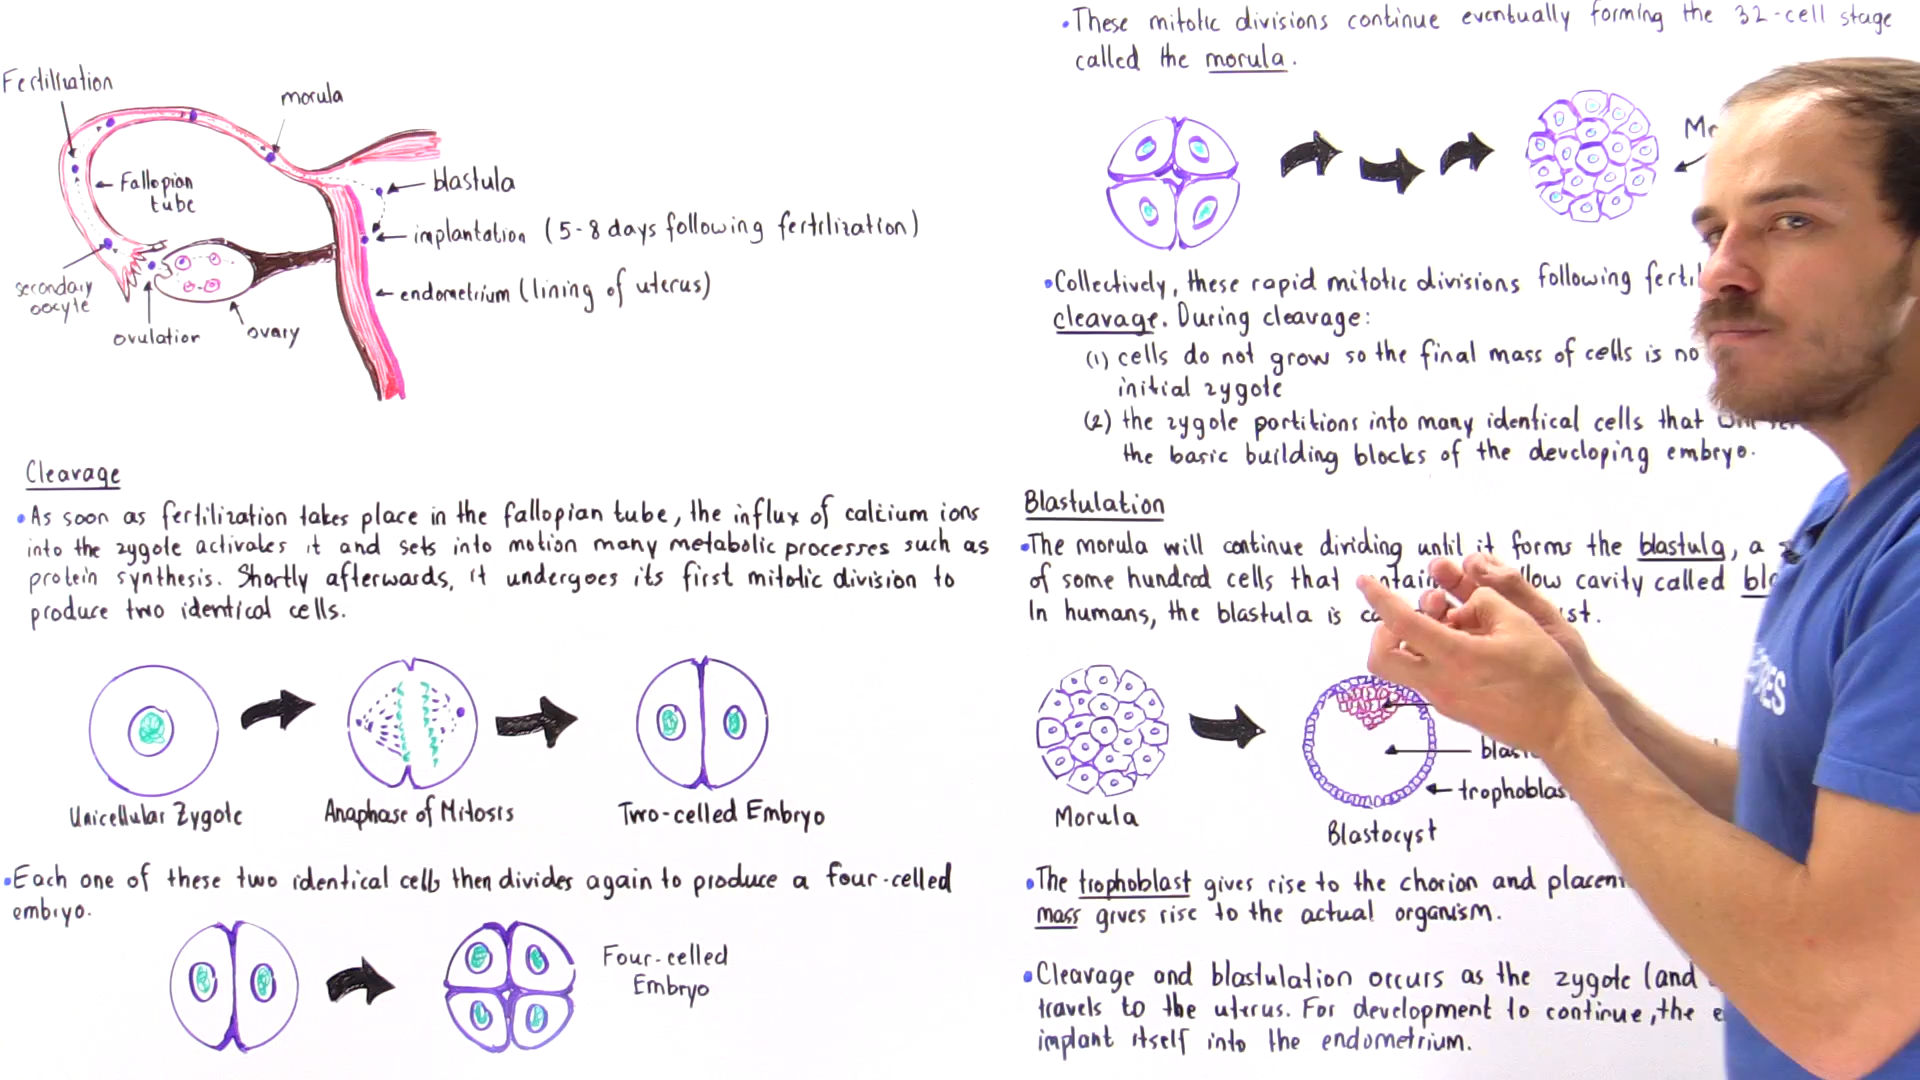 Fertilization
morula
Fallopian
tube
blastula
implantation (5-8 days following fertilization)
secondary
oocyte
endometrium (lining of uterus)
ovulation
ovary
Cleavage
•As soon as fertilization takes place in the fallopian tube, the influx of calcium ions
into the zygote activates it and sets into motion many metabolic processes such as
protein synthesis. Shortly afterwards, it undergoes its first mitotic division to
produce two identical cells.
Unicellular Zygote
Anaphase of Mitosis
Two-celled Embryo
•Each one of these two identical cells then divides again to produce a four-celled
embryo.
Four-celled
Embryo
•These mitotic divisions continue eventually forming the 32-cell stage
called the morula.
•Collectively, these rapid mitotic divisions following
cleavage. During cleavage:
(1) cells do not grow so the final mass of cells is no
initial zygote
(2) the zygote partitions into many identical cells that
the basic building blocks of the developing embryo.
Blastulation
•The morula will continue dividing until it forms the blastula, a
of some hundred cells that cavity called
In humans, the blastula is
Morula
Blastocyst
•The trophoblast gives rise to the chorion and
mass gives rise to the actual organism.
•Cleavage and blastulation occurs as the zygote (and
travels to the uterus. For development to continue, the
implant itself into the endometrium.